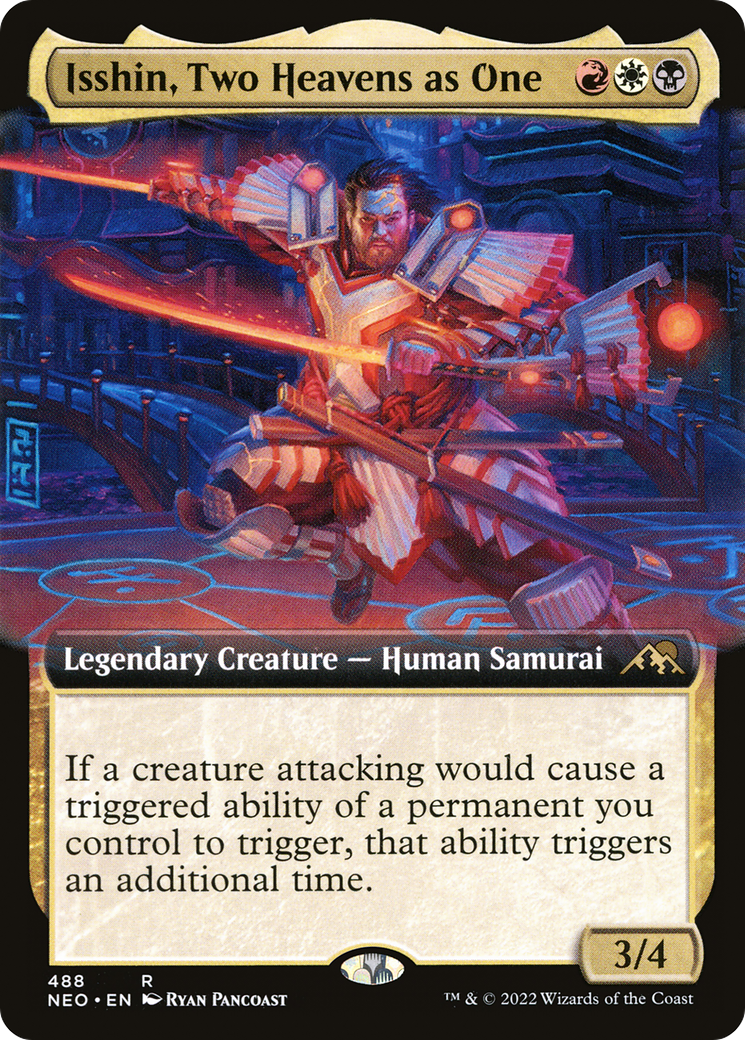 Isshin, Two Heavens as One
Legendary Creature — Human Samurai
If a creature attacking would cause a
triggered ability of a permanent you
control to trigger, that ability triggers
an additional time.
3/4
488 R
NEO • EN Ryan Pancoast
™ & © 2022 Wizards of the Coast